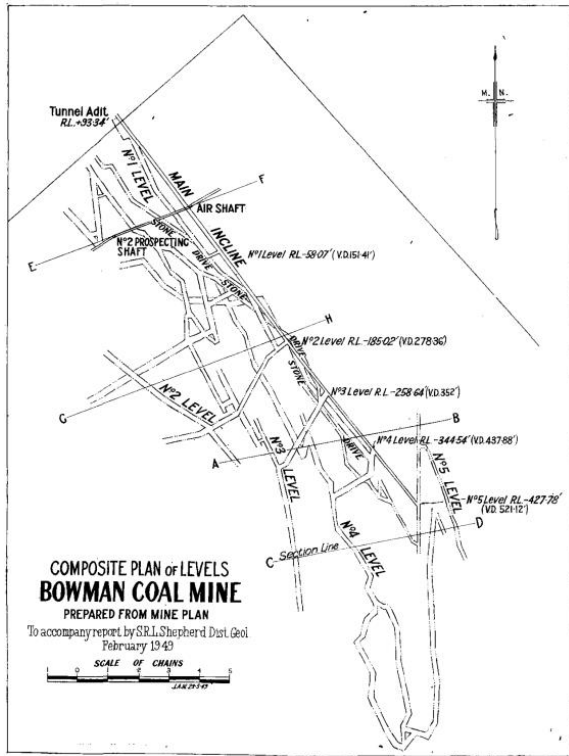 M. N.
Tunnel Adit.
R.L.+93·34'
Nº1 LEVEL
MAIN
INCLINE
F
AIR SHAFT
STONE
DRIVE
STONE
Nº2 PROSPECTING
SHAFT
E
Nº1 Level R.L.-58·07' (V.D.151·41')
H
DRIVE
Nº2 Level R.L.-185·02' (V.D.278·36)
STONE
Nº3 Level R.L.-258·64' (V.D.352')
G
Nº2 LEVEL
B
DRIVE
Nº4 Level R.L.-344·54' (V.D.437·88')
A
Nº3
LEVEL
Nº5 LEVEL
Nº5 Level R.L.-427·78'
(V.D. 521·12')
D
Nº4 LEVEL
C
Section Line
COMPOSITE PLAN OF LEVELS
BOWMAN COAL MINE
PREPARED FROM MINE PLAN
To accompany report by S.R.L. Shepherd Dist. Geol.
February 1949
SCALE OF CHAINS
1 0 1 2 3 4 5